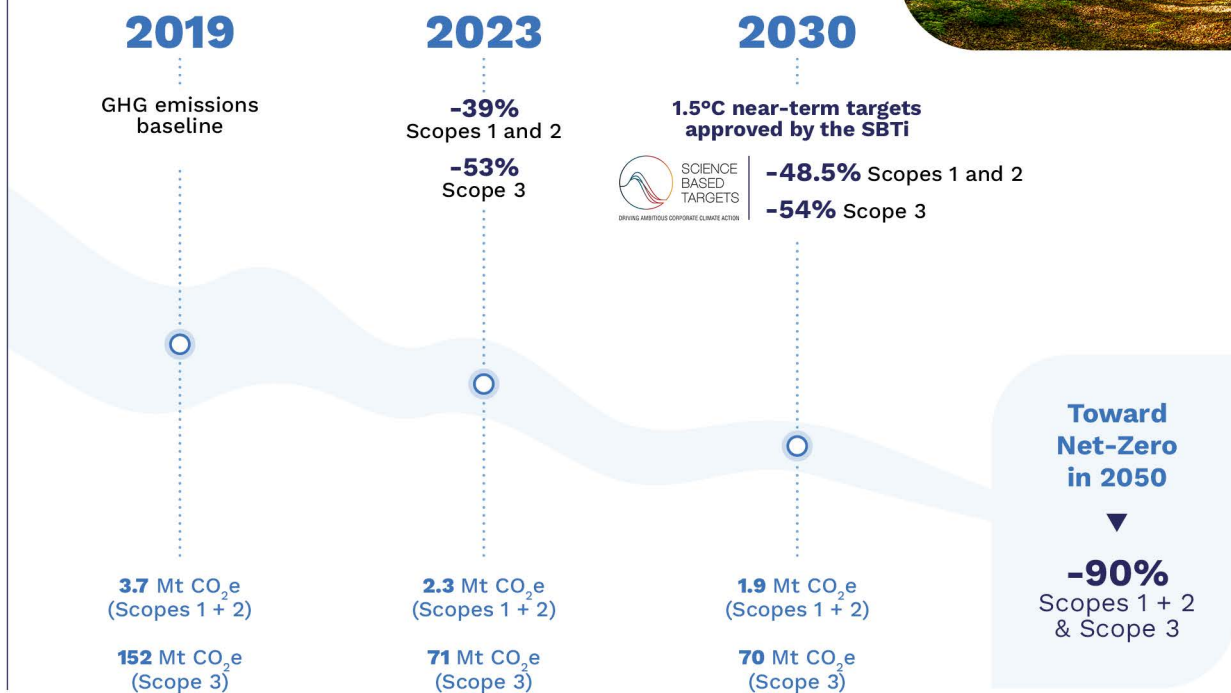 2019
GHG emissions
baseline
3.7 Mt CO₂e
(Scopes 1 + 2)
152 Mt CO₂e
(Scope 3)
2023
-39%
Scopes 1 and 2
-53%
Scope 3
2.3 Mt CO₂e
(Scopes 1 + 2)
71 Mt CO₂e
(Scope 3)
2030
1.5°C near-term targets
approved by the SBTi
SCIENCE
BASED
TARGETS
DRIVING AMBITIOUS CORPORATE CLIMATE ACTION
-48.5% Scopes 1 and 2
-54% Scope 3
1.9 Mt CO₂e
(Scopes 1 + 2)
70 Mt CO₂e
(Scope 3)
Toward
Net-Zero
in 2050
-90%
Scopes 1 + 2
& Scope 3